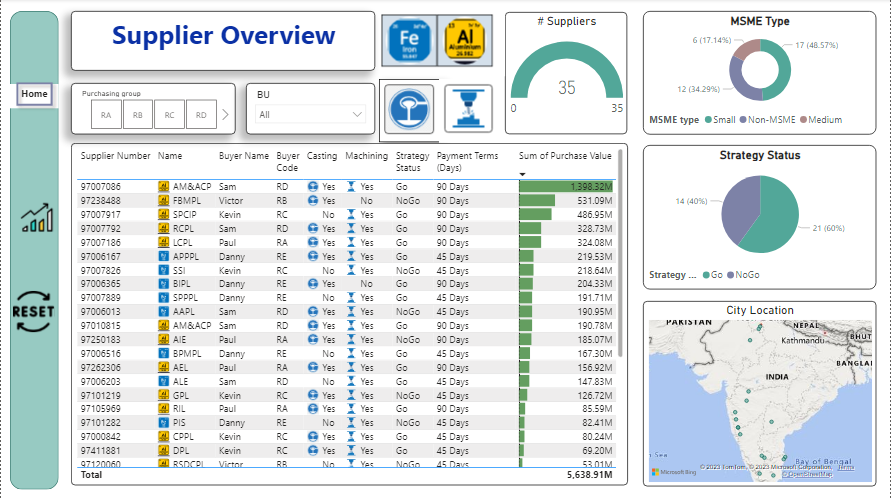 Supplier Overview
Fe
Iron
Al
Aluminium
# Suppliers
35
0
35
MSME Type
6 (17.14%)
17 (48.57%)
12 (34.29%)
MSME type Small Non-MSME Medium
Home
Purchasing group
RA RB RC RD
BU
All
Supplier Number Name Buyer Name Buyer Code Casting Machining Strategy Status Payment Terms (Days) Sum of Purchase Value
97007086 AM&ACP Sam RD Yes Yes Go 90 Days 1,398.32M
97238488 FBMPL Victor RB Yes No NoGo 90 Days 531.09M
97007917 SPCIP Kevin RC Yes Yes Go 90 Days 486.95M
97007792 RCPL Sam RD Yes Yes Go 90 Days 328.73M
97007186 LCPL Paul RA Yes Yes Go 90 Days 324.08M
97006167 APPPL Danny RE No Yes Go 45 Days 219.53M
97007826 SSI Kevin RC No Yes NoGo 45 Days 218.64M
97006365 BIPL Danny RE Yes No Go 90 Days 204.33M
97007889 SPPPL Danny RE No Yes Go 45 Days 191.71M
97006013 AAPL Sam RD Yes Yes NoGo 45 Days 190.95M
97010815 AM&ACP Sam RD Yes Yes Go 90 Days 190.78M
97250183 AIE Paul RA Yes Yes NoGo 45 Days 185.07M
97006516 BPMPL Danny RE No Yes Go 45 Days 167.30M
97262306 AEL Paul RA Yes Yes Go 90 Days 156.92M
97006203 ALE Sam RD No Yes Go 45 Days 147.83M
97101219 GPL Kevin RC Yes Yes NoGo 45 Days 126.72M
97105969 RIL Paul RA Yes Yes Go 90 Days 85.59M
97101282 PIS Danny RE No Yes NoGo 45 Days 82.41M
97000842 CPPL Kevin RC Yes Yes Go 45 Days 80.24M
97411881 DPL Kevin RC Yes Yes Go 45 Days 69.20M
97120060 RSDCPL Victor RB No Yes NoGo 45 Days 53.01M
Total 5,638.91M
RESET
Strategy Status
14 (40%)
21 (60%)
Strategy ... Go NoGo
City Location
PAKISTAN
NEPAL
Kathmandu
BHUT
BANGLA
INDIA
Bay of Bengal
Sea
Microsoft Bing
© 2023 TomTom, © 2023 Microsoft Corporation, Terms
© OpenStreetMap